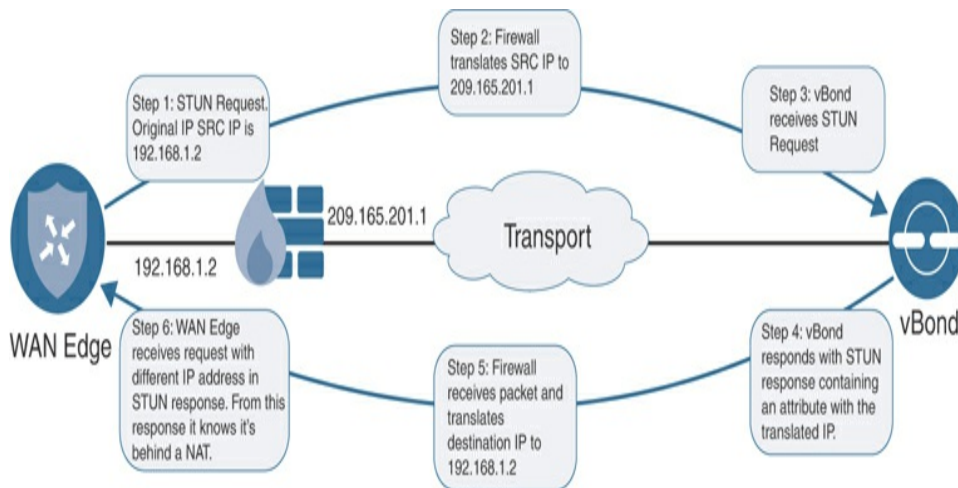 Step 1: STUN Request.
Original IP SRC IP is
192.168.1.2
Step 2: Firewall
translates SRC IP to
209.165.201.1
Step 3: vBond
receives STUN
Request
209.165.201.1
192.168.1.2
Transport
WAN Edge
vBond
Step 4: vBond
responds with STUN
response containing
an attribute with the
translated IP.
Step 5: Firewall
receives packet and
translates
destination IP to
192.168.1.2
Step 6: WAN Edge
receives request with
different IP address in
STUN response. From this
response it knows it's
behind a NAT.